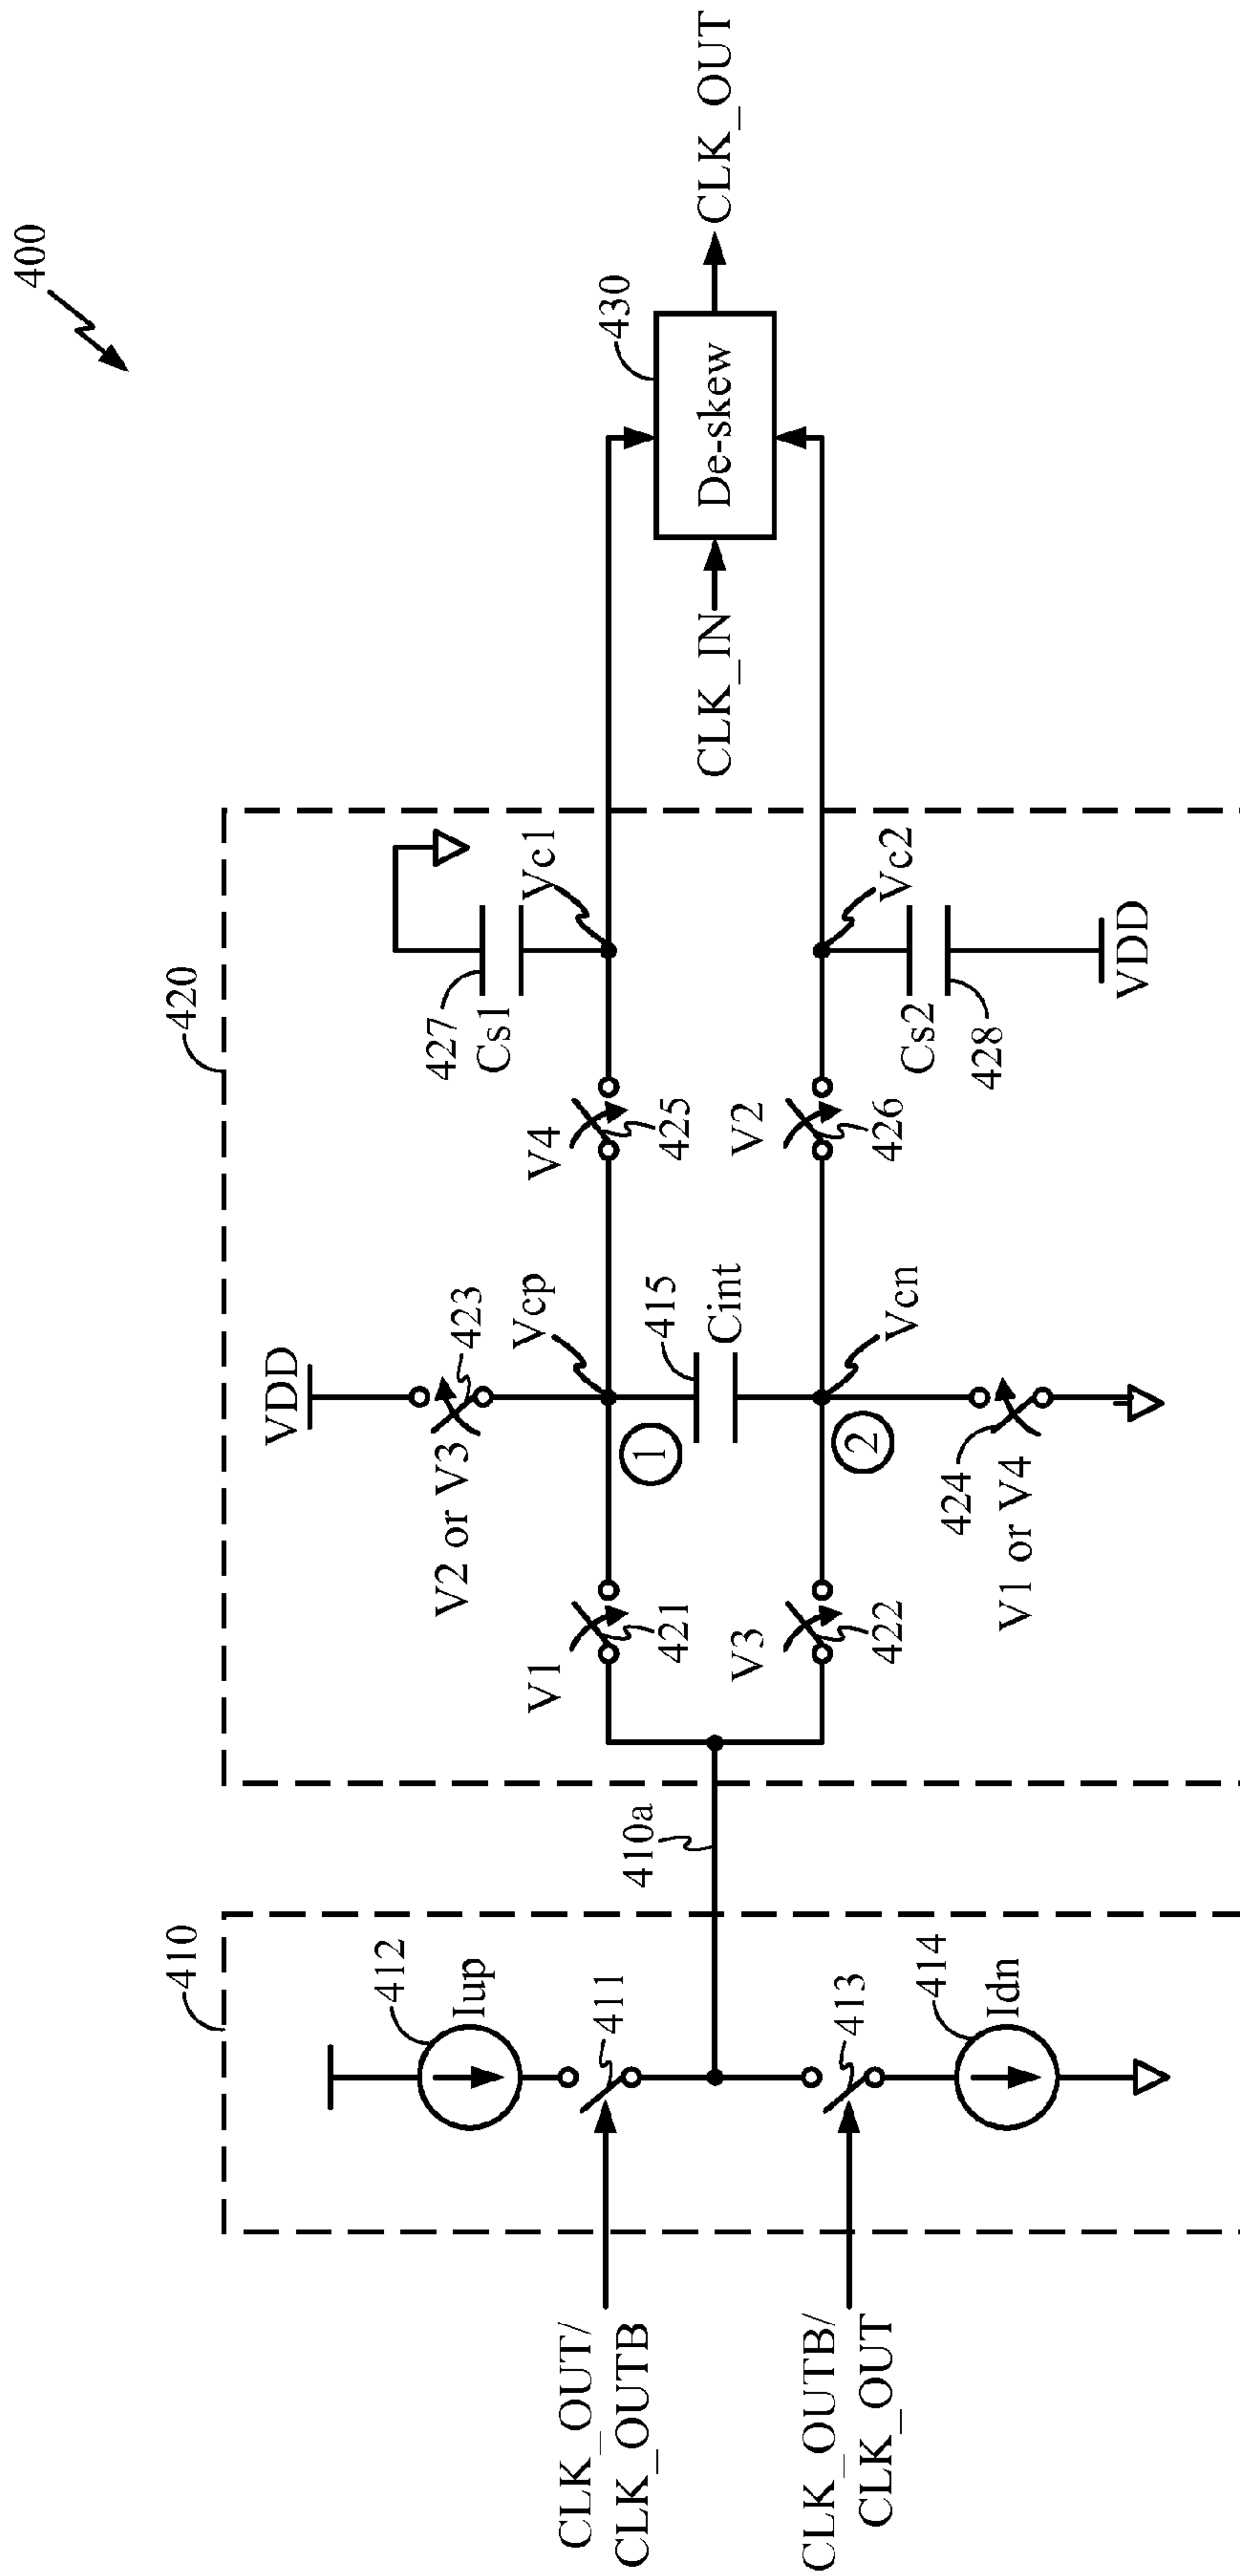 400
410
420
412
Iup
411
CLK_OUT/
CLK_OUTB
410a
413
CLK_OUTB/
CLK_OUT
414
Idn
V1
421
V3
422
VDD
V2 or V3
423
Vcp
1
415
Cint
2
Vcn
424
V1 or V4
V4
425
V2
426
427
Cs1
Vc1
Vc2
Cs2
428
VDD
430
De-skew
CLK_IN
CLK_OUT